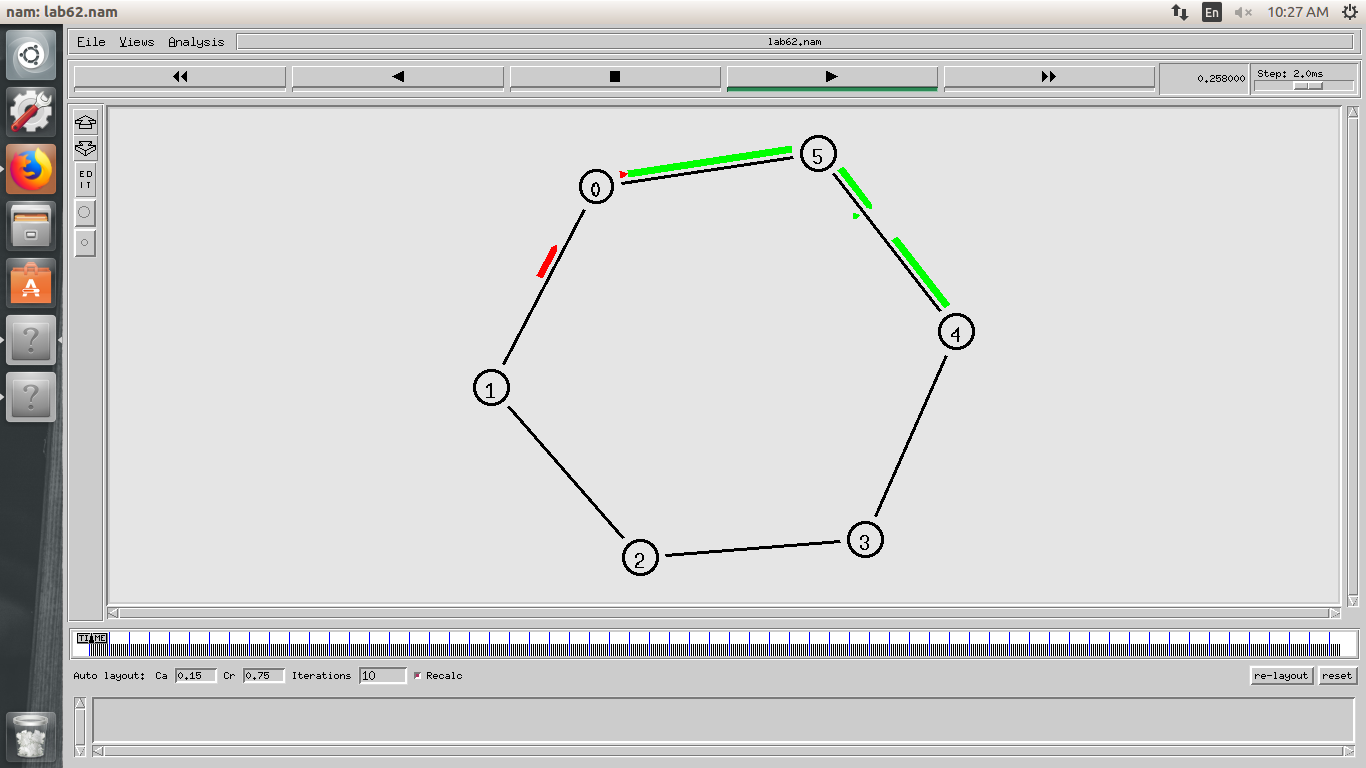 nam: lab62.nam
En
10:27 AM
File Views Analysis
lab62.nam
0.258000
Step: 2.0ms
ED
IT
5
0
4
1
3
2
TIME
Auto layout: Ca 0.15 Cr 0.75 Iterations 10 Recalc
re-layout reset